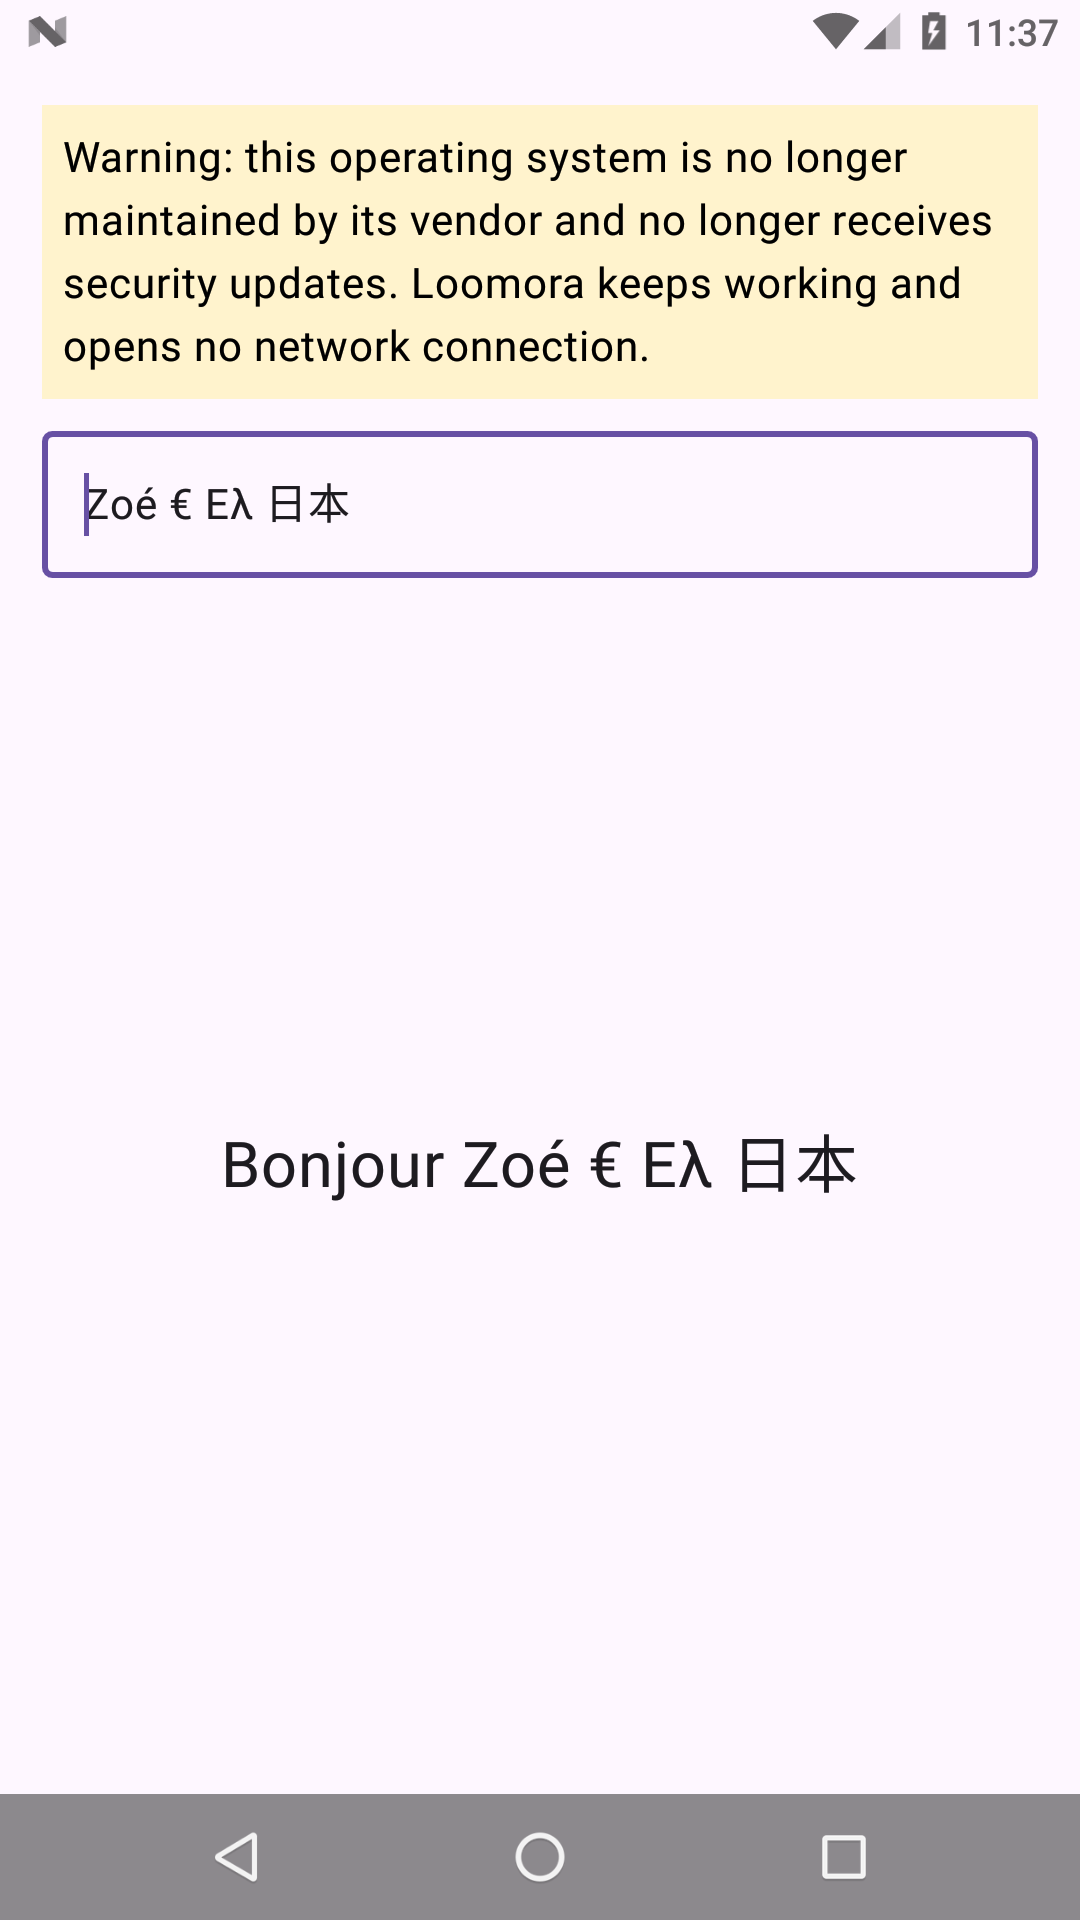 11:37
Warning: this operating system is no longer
maintained by its vendor and no longer receives
security updates. Loomora keeps working and
opens no network connection.
Zoé € Eλ 日本
Bonjour Zoé € Eλ 日本